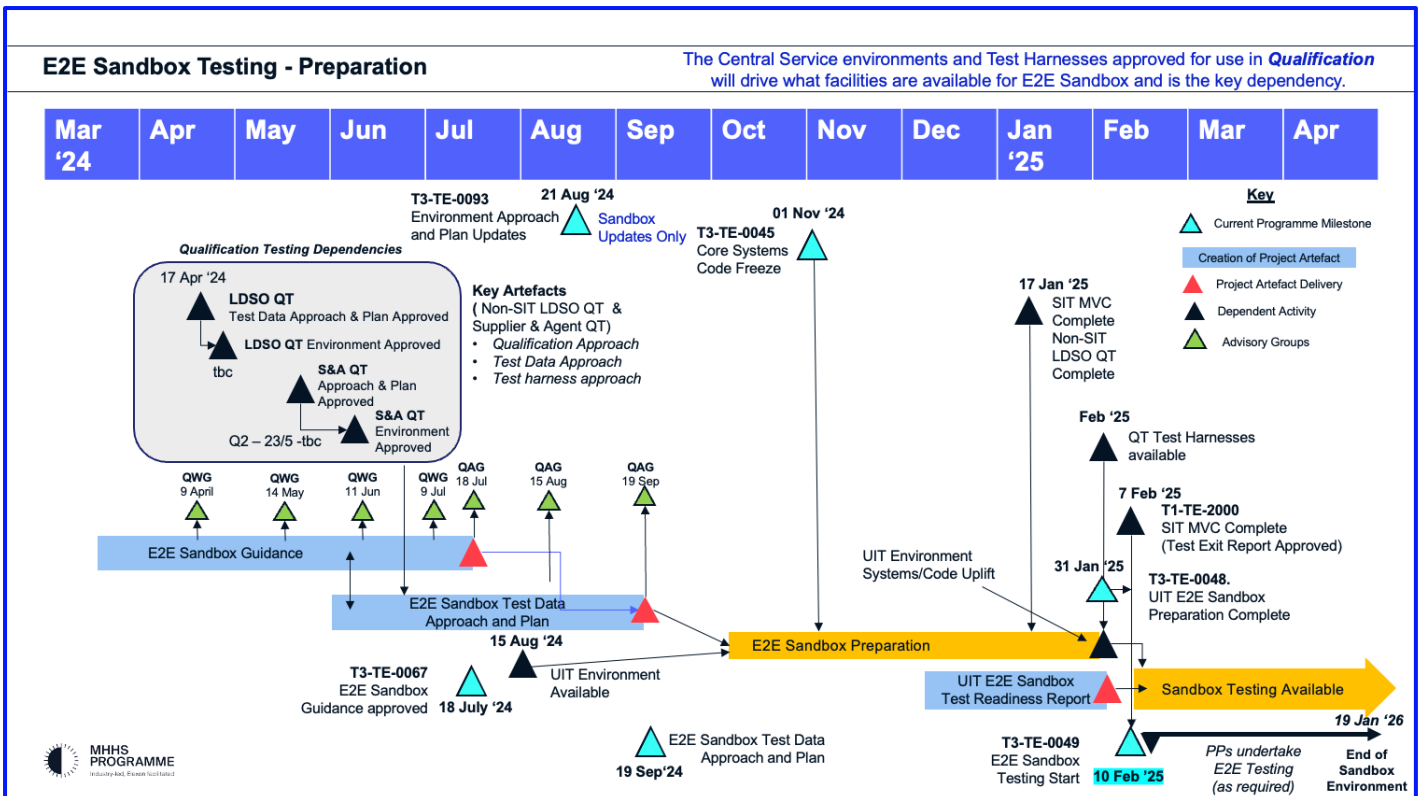 E2E Sandbox Testing - Preparation
The Central Service environments and Test Harnesses approved for use in Qualification
will drive what facilities are available for E2E Sandbox and is the key dependency.
Mar
‘24
Apr
May
Jun
Jul
Aug
Sep
Oct
Nov
Dec
Jan
‘25
Feb
Mar
Apr
T3-TE-0093
Environment Approach
and Plan Updates
21 Aug ‘24
Sandbox
Updates Only
01 Nov ‘24
T3-TE-0045
Core Systems
Code Freeze
Key
Current Programme Milestone
Creation of Project Artefact
Project Artefact Delivery
Dependent Activity
Advisory Groups
Qualification Testing Dependencies
17 Apr ‘24
LDSO QT
Test Data Approach & Plan Approved
LDSO QT Environment Approved
tbc
S&A QT
Approach & Plan
Approved
S&A QT
Environment
Approved
Q2 – 23/5 -tbc
Key Artefacts
( Non-SIT LDSO QT &
Supplier & Agent QT)
• Qualification Approach
• Test Data Approach
• Test harness approach
17 Jan ‘25
SIT MVC
Complete
Non-SIT
LDSO QT
Complete
Feb ‘25
QT Test Harnesses
available
7 Feb ‘25
T1-TE-2000
SIT MVC Complete
(Test Exit Report Approved)
QWG
9 April
QWG
14 May
QWG
11 Jun
QWG
9 Jul
QAG
18 Jul
QAG
15 Aug
QAG
19 Sep
E2E Sandbox Guidance
UIT Environment
Systems/Code Uplift
31 Jan ‘25
T3-TE-0048.
UIT E2E Sandbox
Preparation Complete
E2E Sandbox Test Data
Approach and Plan
15 Aug ‘24
UIT Environment
Available
E2E Sandbox Preparation
T3-TE-0067
E2E Sandbox
Guidance approved
18 July ‘24
UIT E2E Sandbox
Test Readiness Report
Sandbox Testing Available
19 Jan ‘26
E2E Sandbox Test Data
Approach and Plan
19 Sep‘24
T3-TE-0049
E2E Sandbox
Testing Start
10 Feb ‘25
PPs undertake
E2E Testing
(as required)
End of
Sandbox
Environment
MHHS
PROGRAMME
Industry-led, Elexon facilitated